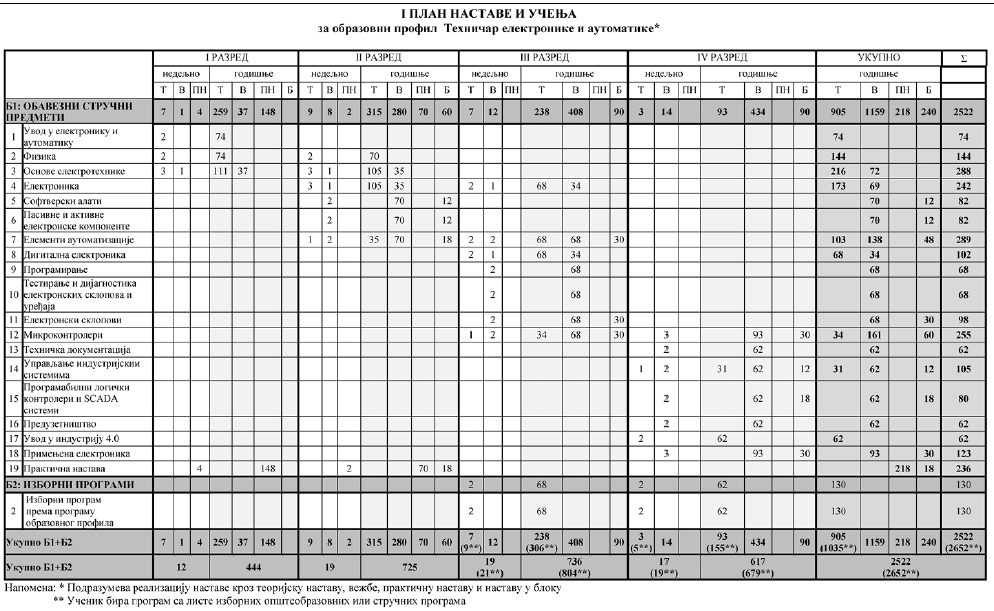 I ПЛАН НАСТАВЕ И УЧЕЊА
за образовни профил Техничар електронике и аутоматике*
I РАЗРЕД II РАЗРЕД III РАЗРЕД IV РАЗРЕД УКУПНО Σ
недељно годишње недељно годишње недељно годишње недељно годишње годишње
Т В ПН Т В ПН Б Т В ПН Т В ПН Б Т В ПН Т В ПН Б Т В ПН Т В ПН Б Т В ПН Б
Б1: ОБАВЕЗНИ СТРУЧНИ
ПРЕДМЕТИ
7 1 4 259 37 148 9 8 2 315 280 70 60 7 12 238 408 90 3 14 93 434 90 905 1159 218 240 2522
1 Увод у електронику и
аутоматику
2 74 74 74
2 Физика 2 74 2 70 144 144
3 Основе електротехнике 3 1 111 37 3 1 105 35 216 72 288
4 Електроника 3 1 105 35 2 1 68 34 173 69 242
5 Софтверски алати 2 70 12 70 12 82
6 Пасивне и активне
електронске компоненте
2 70 12 70 12 82
7 Елементи аутоматизације 1 2 35 70 18 2 2 68 68 30 103 138 48 289
8 Дигитална електроника 2 1 68 34 68 34 102
9 Програмирање 2 68 68 68
10 Тестирање и дијагностика
електронских склопова и
уређаја
2 68 68 68
11 Електронски склопови 2 68 30 68 30 98
12 Микроконтролери 1 2 34 68 30 3 93 30 34 161 60 255
13 Техничка документација 2 62 62 62
14 Управљање индустријским
системима
1 2 31 62 12 31 62 12 105
15 Програмабилни логички
контролери и SCADA
системи
2 62 18 62 18 80
16 Предузетништво 2 62 62 62
17 Увод у индустрију 4.0 2 62 62 62
18 Примењена електроника 3 93 30 93 30 123
19 Практична настава 4 148 2 70 18 218 18 236
Б2: ИЗБОРНИ ПРОГРАМИ 2 68 2 62 130 130
2 Изборни програм
према програму
образовног профила
2 68 2 62 130 130
Укупно Б1+Б2 7 1 4 259 37 148 9 8 2 315 280 70 60 7 (9**) 12 238 (306**) 408 90 3 (5**) 14 93 (155**) 434 90 905 (1035**) 1159 218 240 2522 (2652**)
Укупно Б1+Б2 12 444 19 725 19 (21**) 736 (804**) 17 (19**) 617 (679**) 2522 (2652**)
Напомена: * Подразумева реализацију наставе кроз теоријску наставу, вежбе, практичну наставу и наставу у блоку
** Ученик бира програм са листе изборних општеобразовних или стручних програма